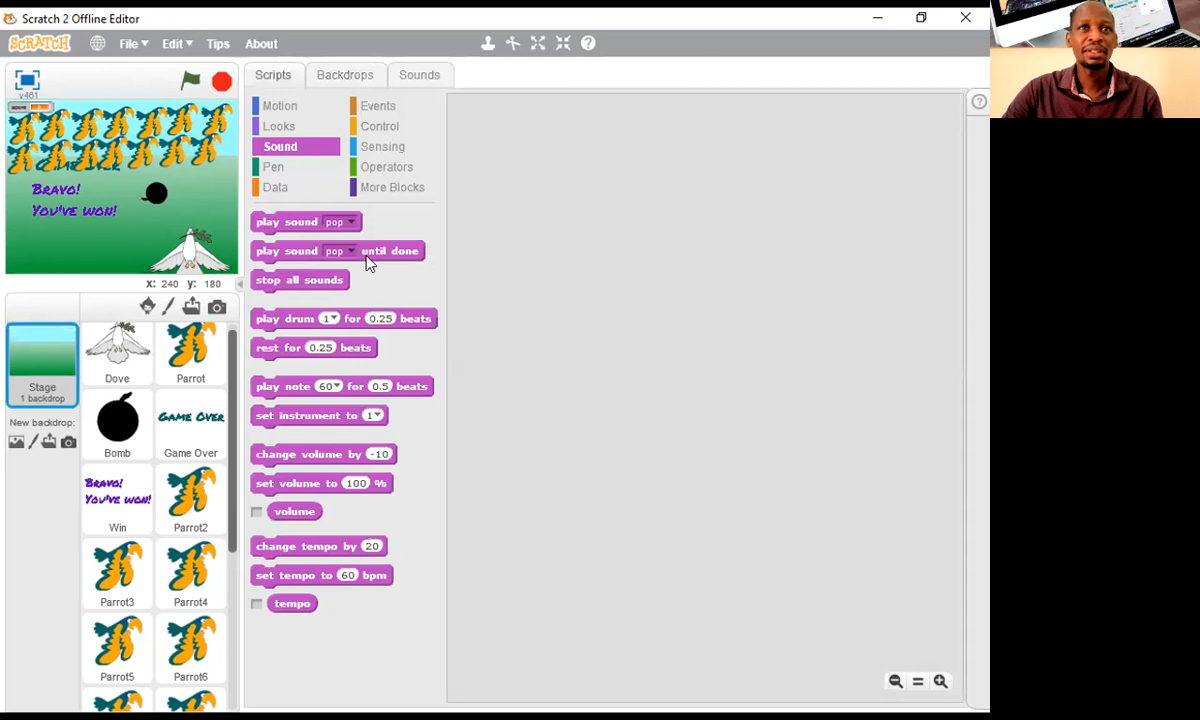 Scratch 2 Offline Editor
SCRATCH File Edit Tips About
v461
Scripts Backdrops Sounds
BRAVO!
YOU'VE WON!
x: 240 y: 180
Motion Events
Looks Control
Sound Sensing
Pen Operators
Data More Blocks
play sound pop
play sound pop until done
stop all sounds
play drum 1 for 0.25 beats
rest for 0.25 beats
play note 60 for 0.5 beats
set instrument to 1
change volume by -10
set volume to 100 %
volume
change tempo by 20
set tempo to 60 bpm
tempo
Stage
1 backdrop
New backdrop:
Dove Parrot
GAME OVER
Bomb Game Over
BRAVO!
YOU'VE WON!
Win Parrot2
Parrot3 Parrot4
Parrot5 Parrot6